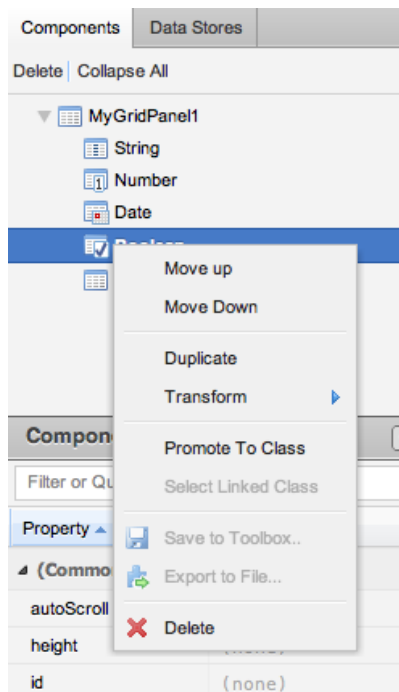 Components Data Stores
Delete Collapse All
MyGridPanel1
String
Number
Date
Move up
Move Down
Duplicate
Transform
Compon
Promote To Class
Filter or Qu
Select Linked Class
Property
Save to Toolbox..
(Commo
Export to File...
autoScroll
Delete
height
id (none)